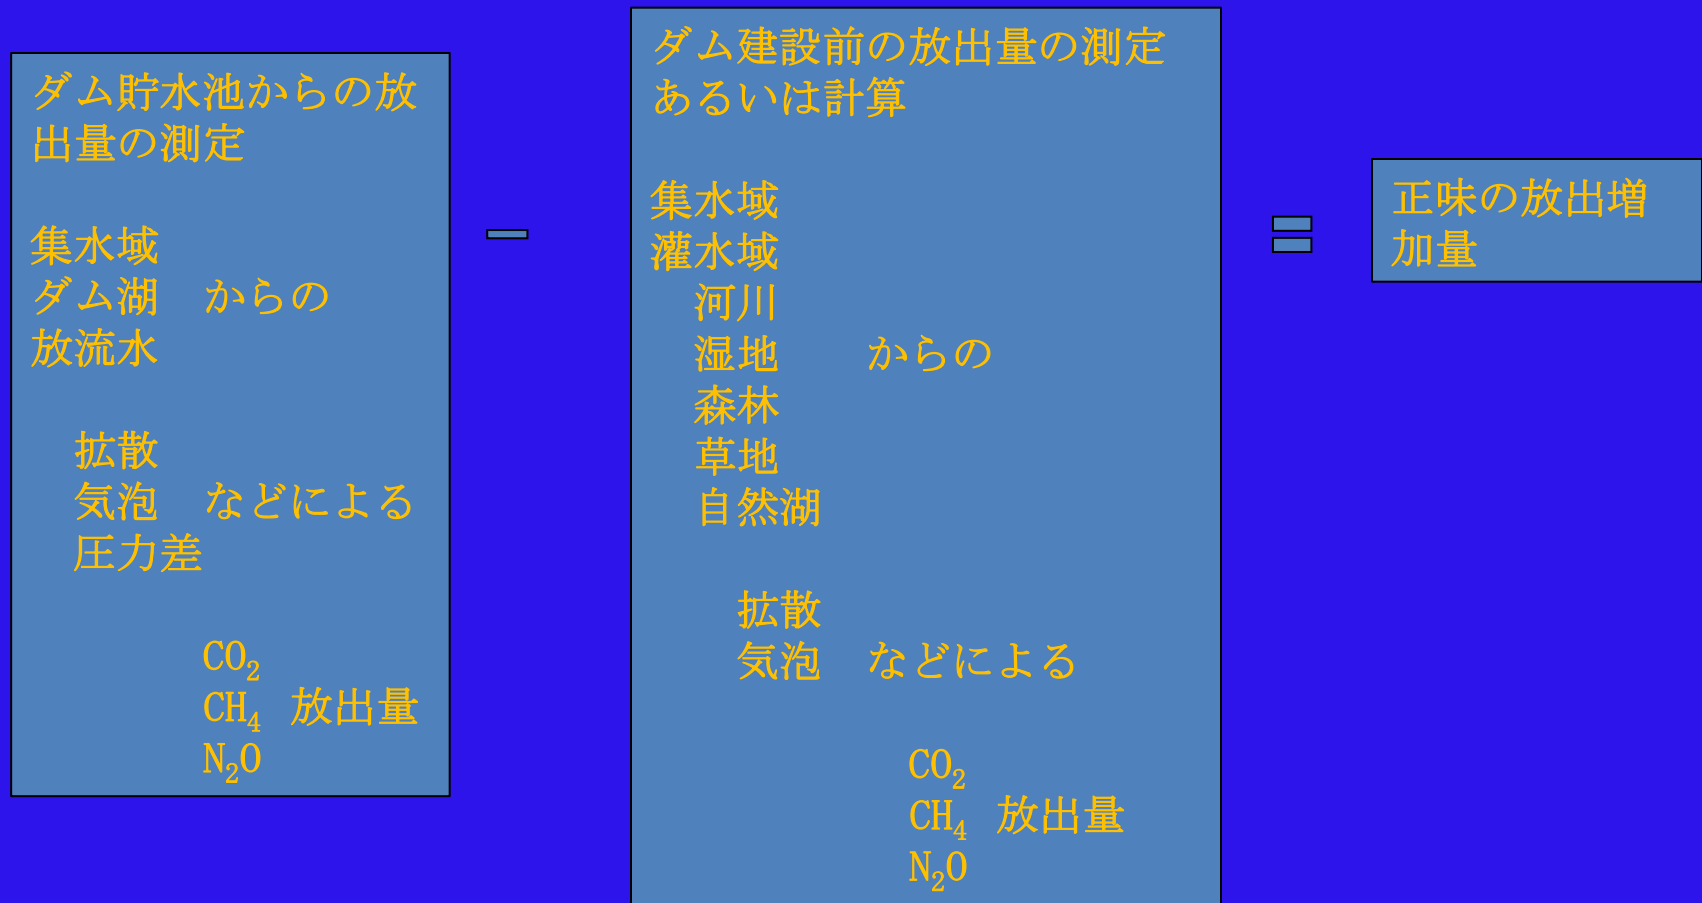 ダム貯水池からの放
出量の測定
集水域
ダム湖　からの
放流水
拡散
気泡　などによる
圧力差
CO₂
CH₄ 放出量
N₂O
－
ダム建設前の放出量の測定
あるいは計算
集水域
灌水域
河川
湿地　　からの
森林
草地
自然湖
拡散
気泡　などによる
CO₂
CH₄ 放出量
N₂O
＝
正味の放出増
加量